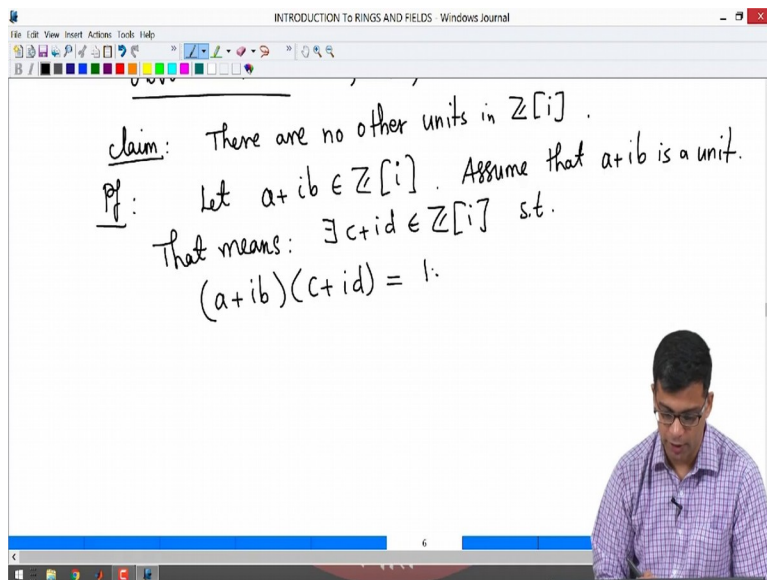 INTRODUCTION To RINGS AND FIELDS - Windows Journal
File Edit View Insert Actions Tools Help
claim: There are no other units in ℤ[i].
Pf: Let a+ib ∈ ℤ[i]. Assume that a+ib is a unit.
That means: ∃ c+id ∈ ℤ[i] s.t.
(a+ib)(c+id) = 1.
6